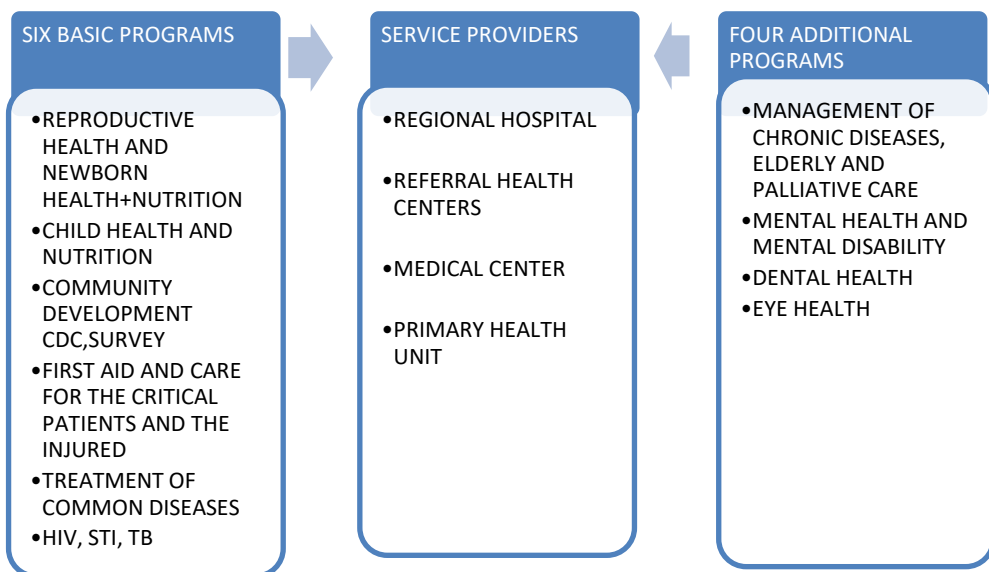 SIX BASIC PROGRAMS
•REPRODUCTIVE
HEALTH AND
NEWBORN
HEALTH+NUTRITION
•CHILD HEALTH AND
NUTRITION
•COMMUNITY
DEVELOPMENT
CDC,SURVEY
•FIRST AID AND CARE
FOR THE CRITICAL
PATIENTS AND THE
INJURED
•TREATMENT OF
COMMON DISEASES
•HIV, STI, TB
SERVICE PROVIDERS
•REGIONAL HOSPITAL
•REFERRAL HEALTH
CENTERS
•MEDICAL CENTER
•PRIMARY HEALTH
UNIT
FOUR ADDITIONAL
PROGRAMS
•MANAGEMENT OF
CHRONIC DISEASES,
ELDERLY AND
PALLIATIVE CARE
•MENTAL HEALTH AND
MENTAL DISABILITY
•DENTAL HEALTH
•EYE HEALTH